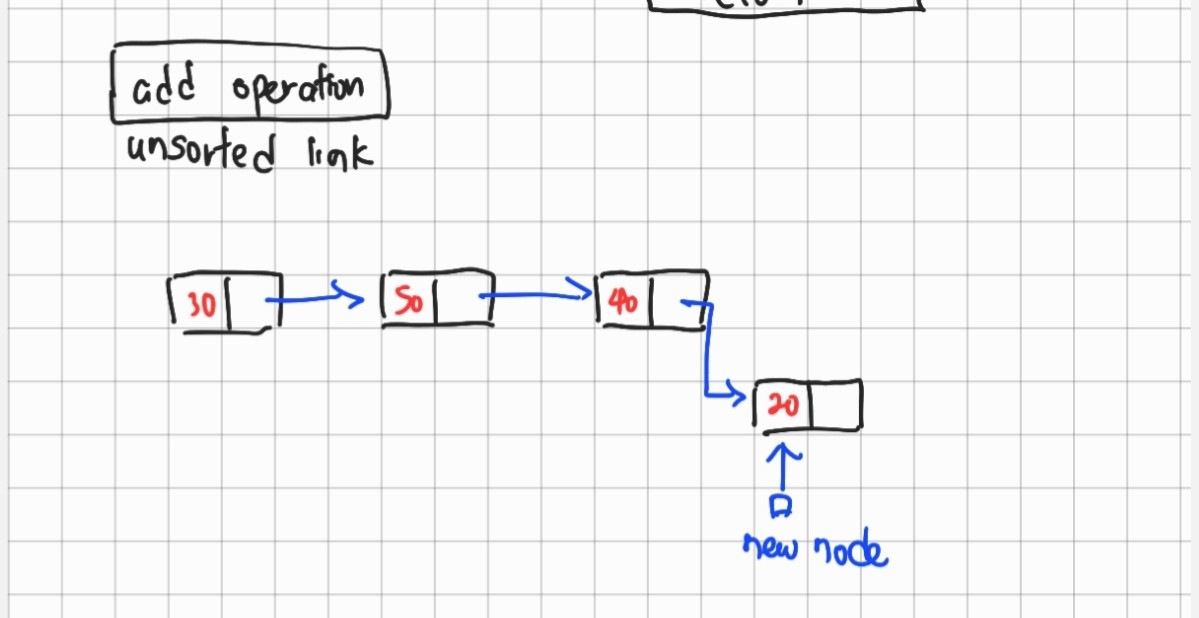 add operation
unsorted link
30 50 40
20
new node